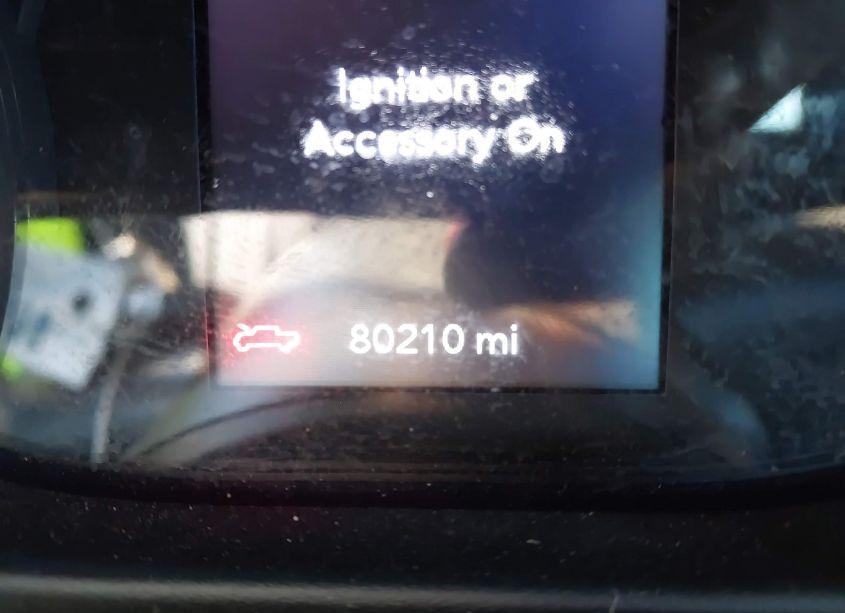 Ignition or
Accessory On
80210 mi